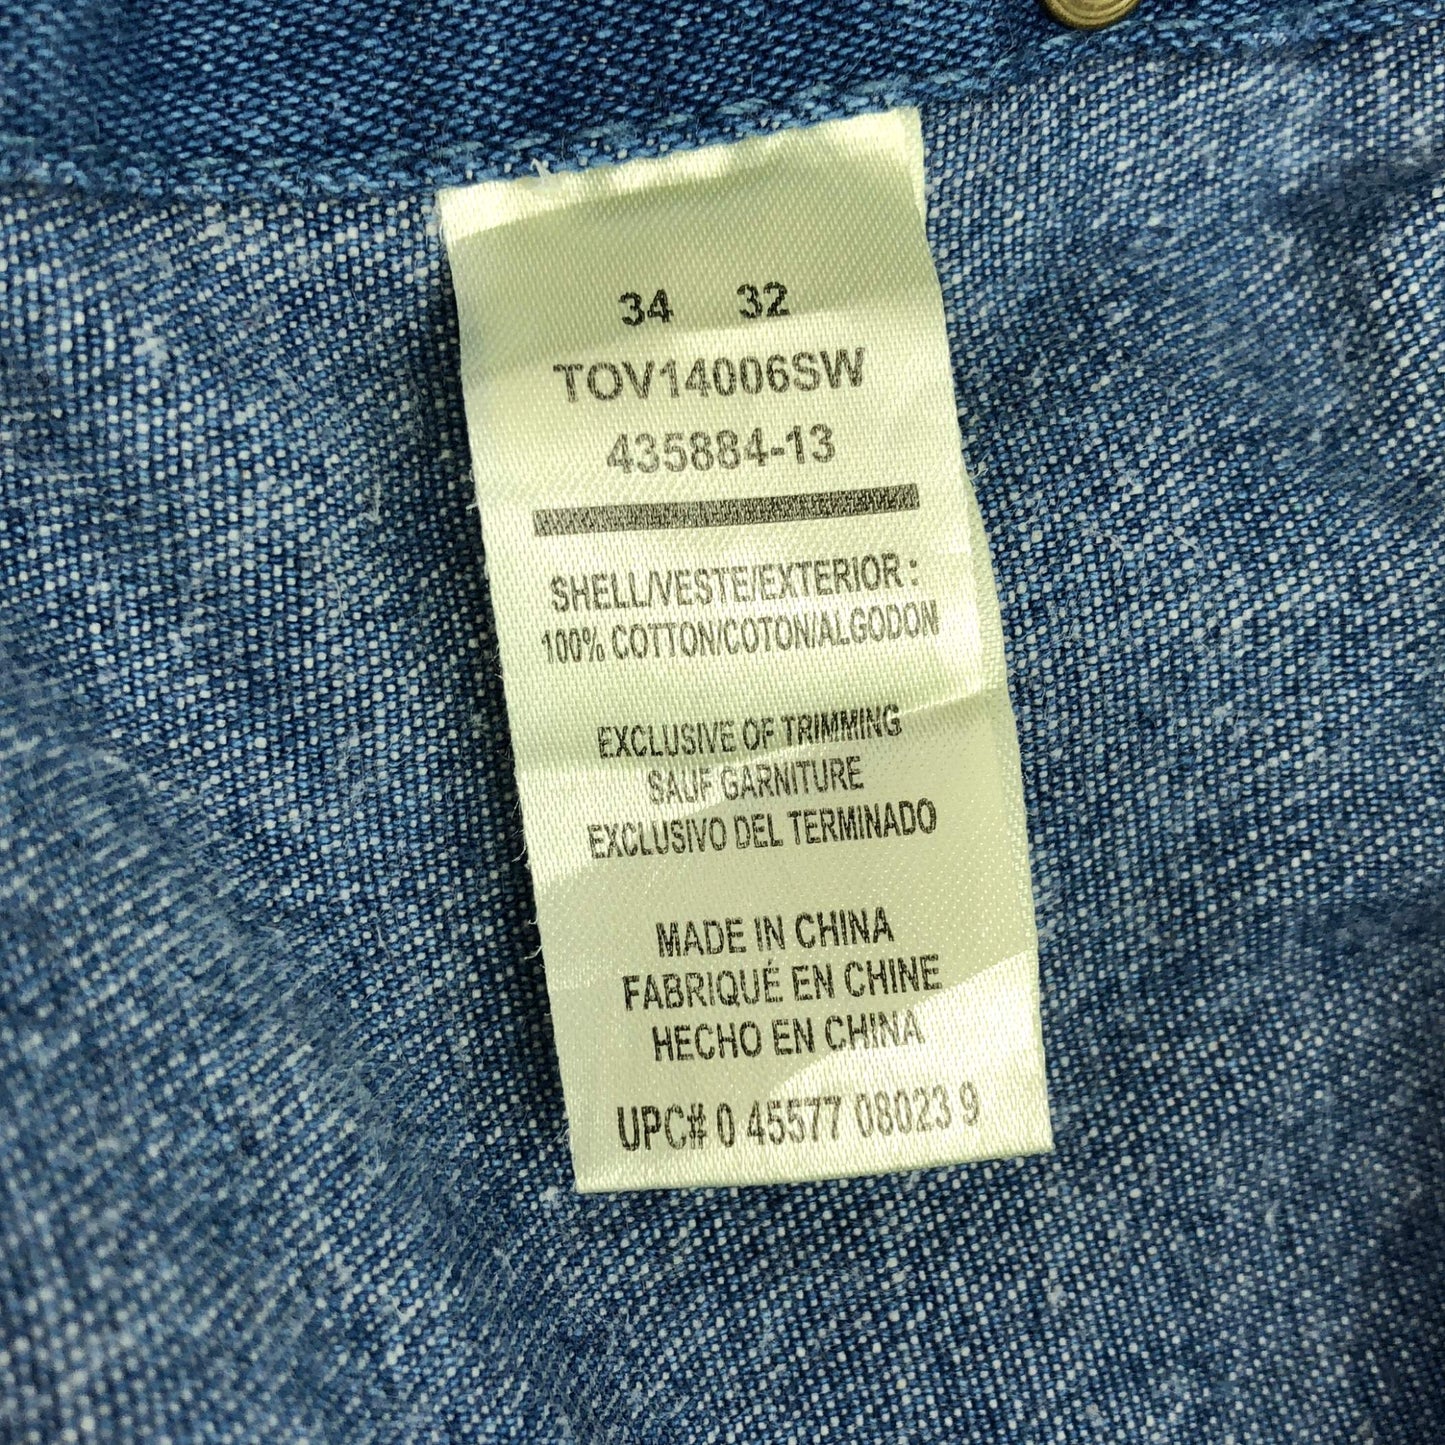 34 32
TOV14006SW
435884-13
SHELL/VESTE/EXTERIOR :
100% COTTON/COTON/ALGODON
EXCLUSIVE OF TRIMMING
SAUF GARNITURE
EXCLUSIVO DEL TERMINADO
MADE IN CHINA
FABRIQUÉ EN CHINE
HECHO EN CHINA
UPC# 0 45577 08023 9